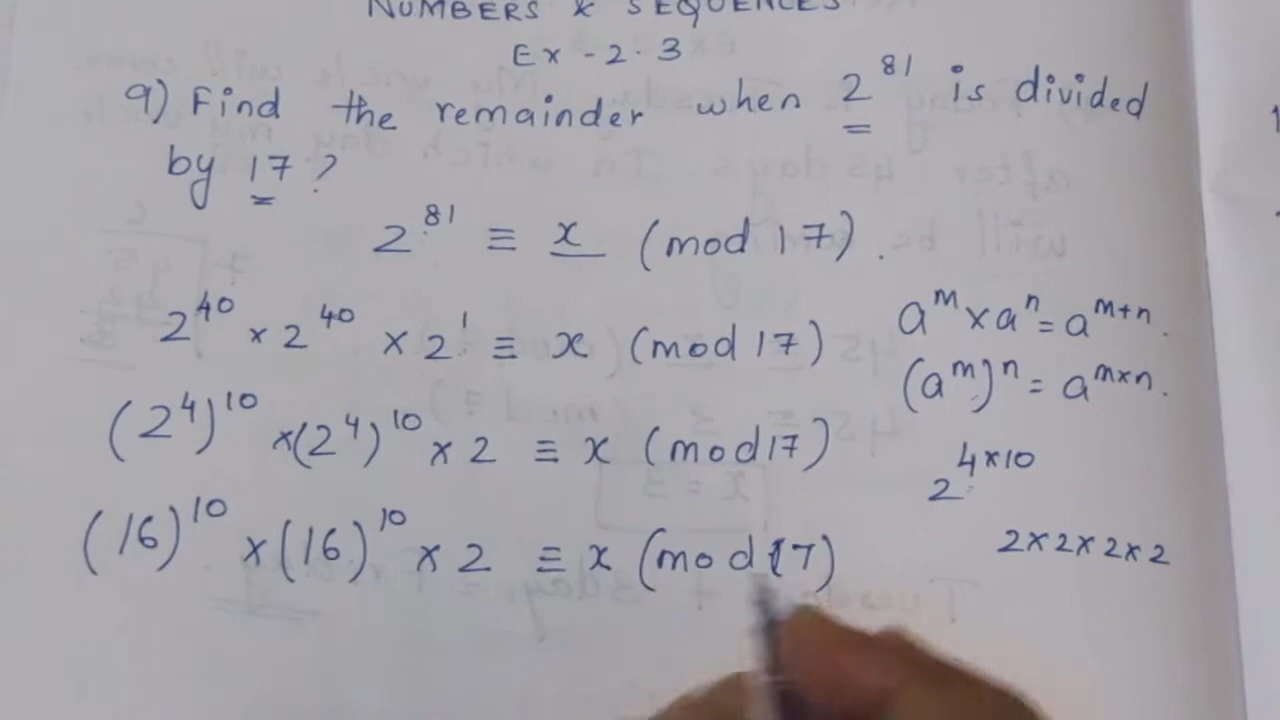 NUMBERS & SEQUENCES
Ex - 2.3
9) Find the remainder when 2^81 is divided
by 17?
2^81 ≡ x (mod 17).
2^40 × 2^40 × 2^1 ≡ x (mod 17)
a^m × a^n = a^m+n.
(a^m)^n = a^m×n.
(2^4)^10 × (2^4)^10 × 2 ≡ x (mod 17)
2^4×10
(16)^10 × (16)^10 × 2 ≡ x (mod 17)
2×2×2×2